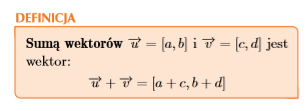 DEFINICJA
Sumą wektorów u⃗ = [a, b] i v⃗ = [c, d] jest
wektor:
u⃗ + v⃗ = [a + c, b + d]